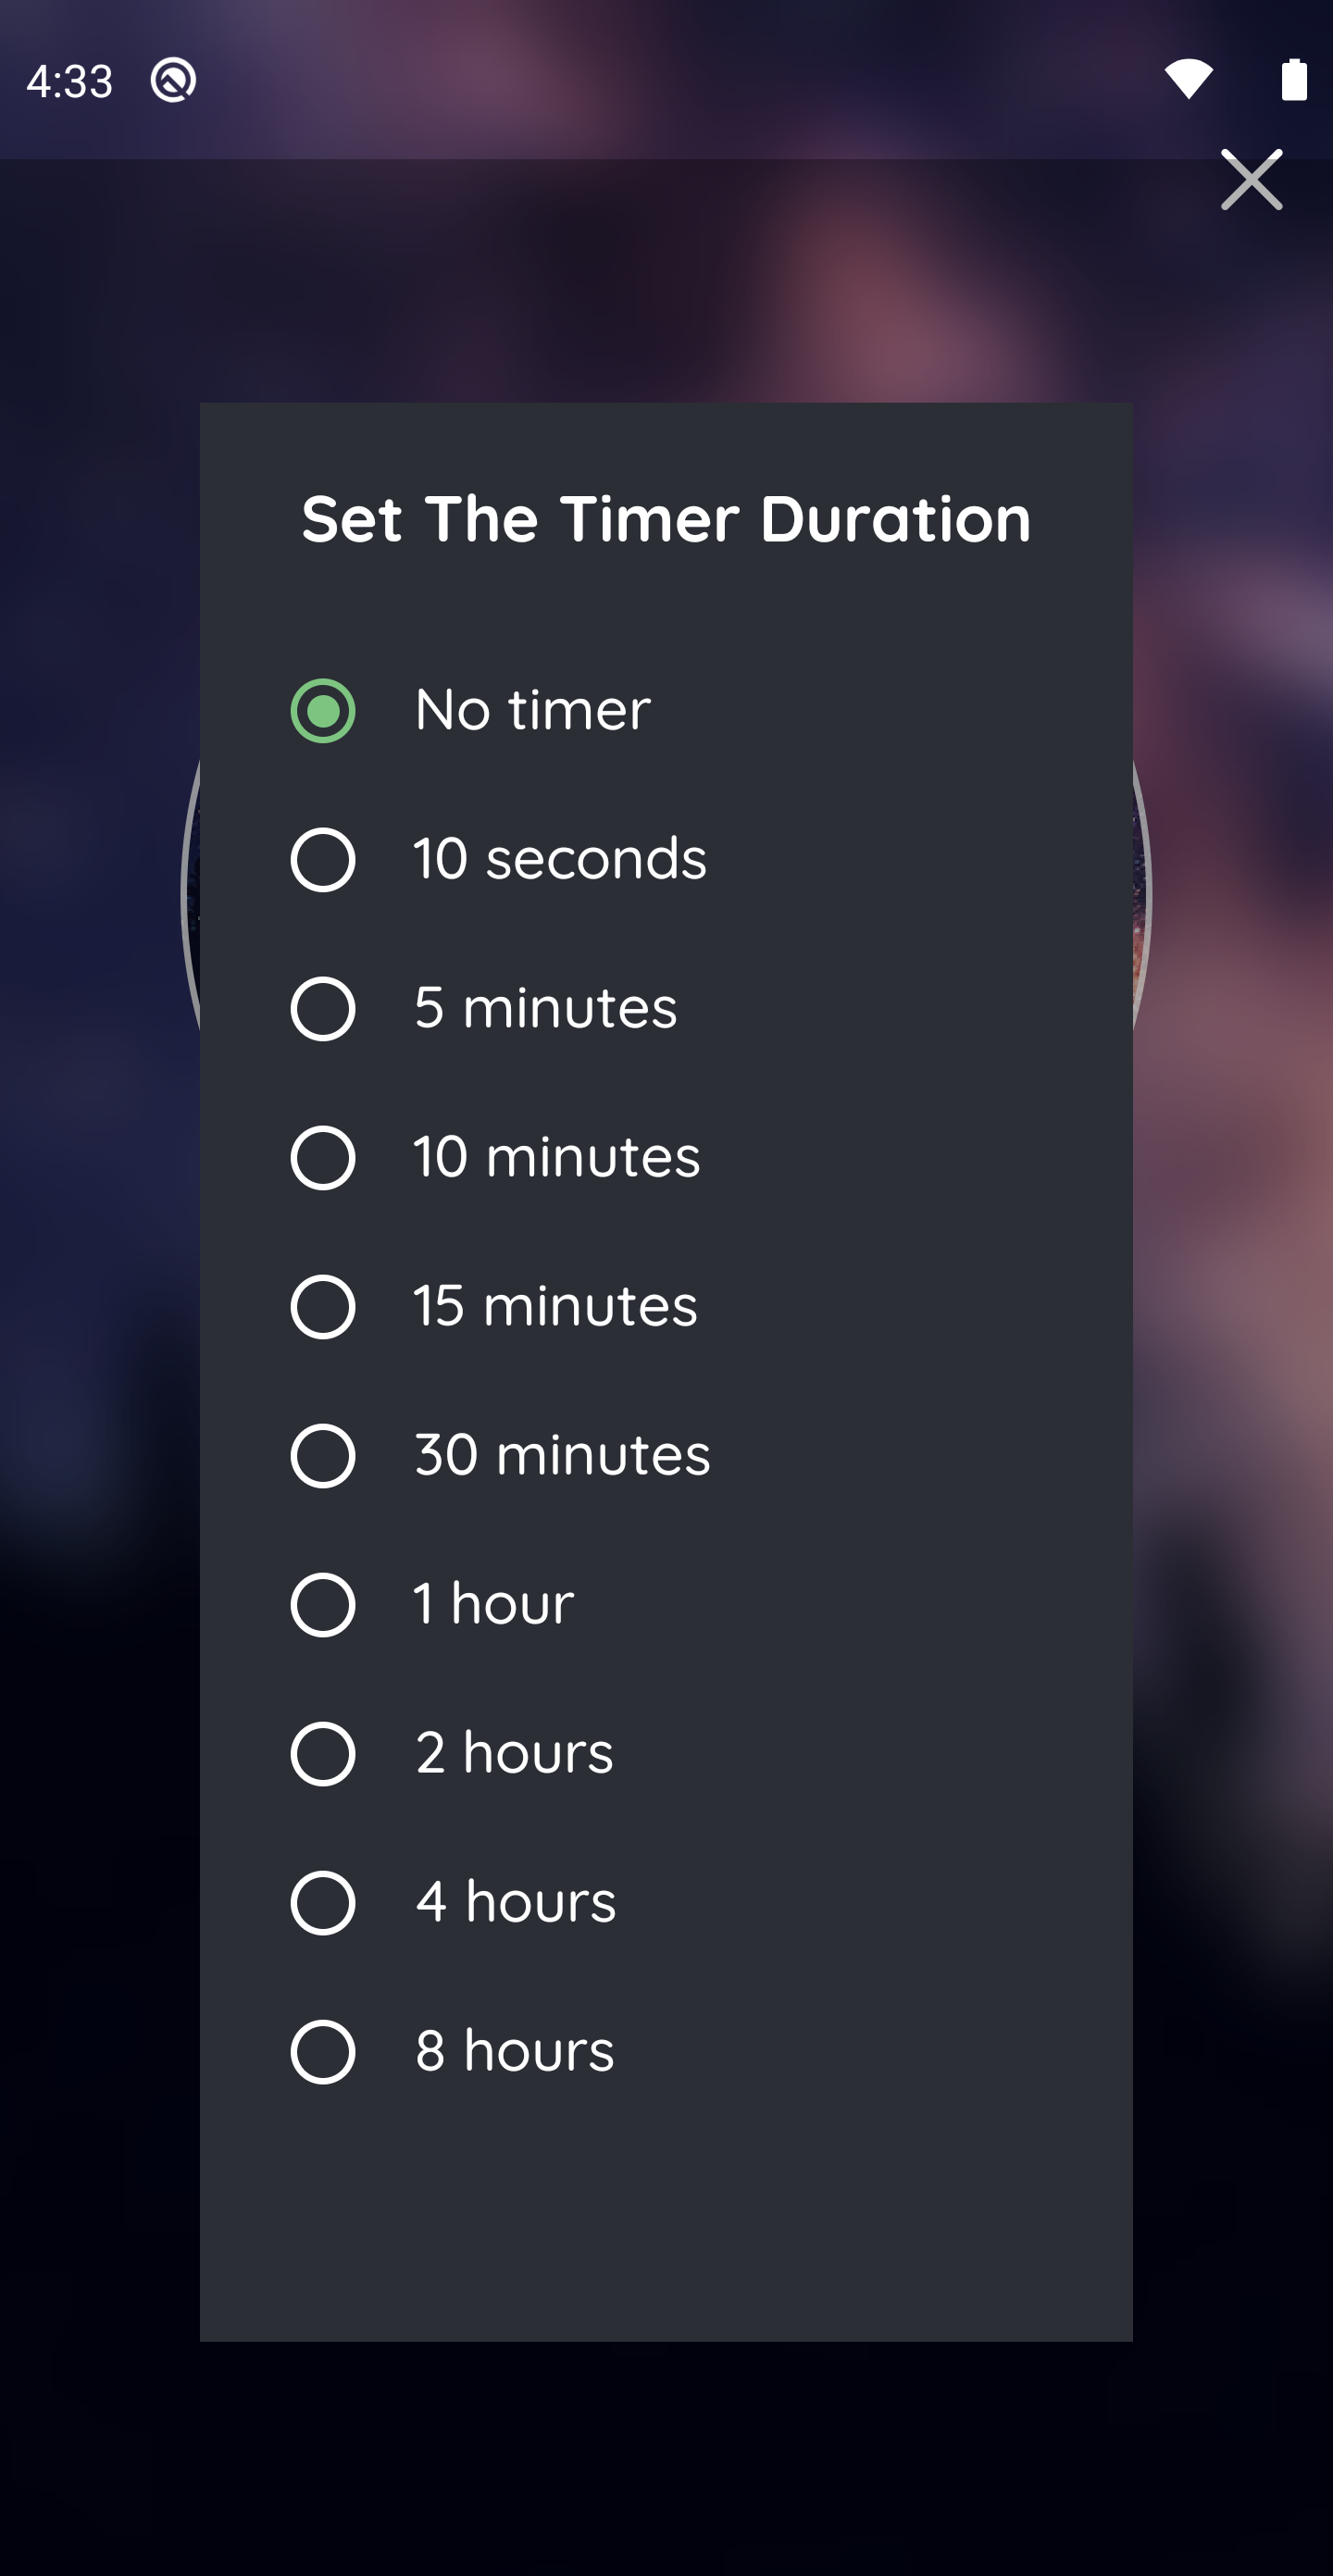 4:33
Set The Timer Duration
No timer
10 seconds
5 minutes
10 minutes
15 minutes
30 minutes
1 hour
2 hours
4 hours
8 hours